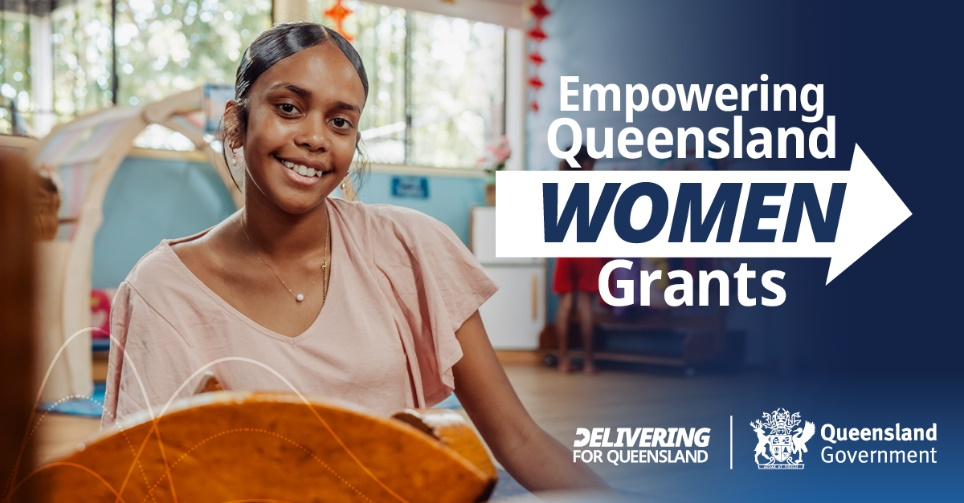 Empowering
Queensland
WOMEN
Grants
DELIVERING
FOR QUEENSLAND
Queensland
Government